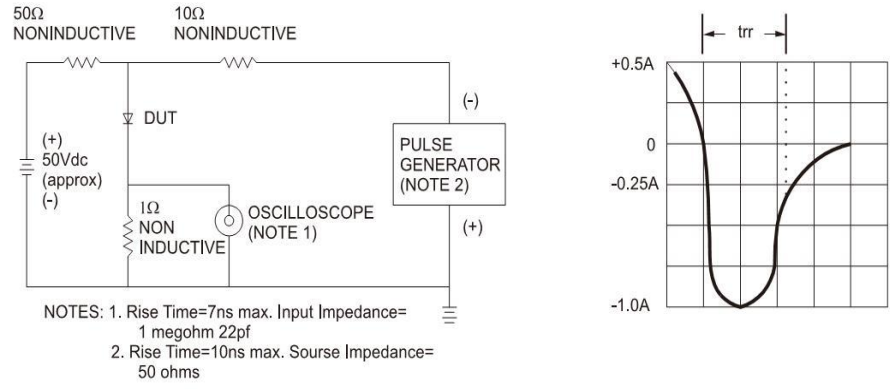 50Ω
NONINDUCTIVE
10Ω
NONINDUCTIVE
DUT
(+)
50Vdc
(approx)
(-)
1Ω
NON
INDUCTIVE
OSCILLOSCOPE
(NOTE 1)
(-)
PULSE
GENERATOR
(NOTE 2)
(+)
NOTES: 1. Rise Time=7ns max. Input Impedance=
1 megohm 22pf
2. Rise Time=10ns max. Sourse Impedance=
50 ohms
trr
+0.5A
0
-0.25A
-1.0A